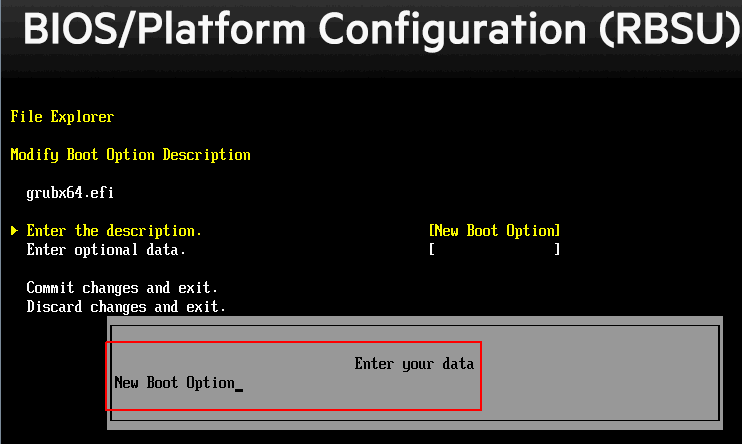 BIOS/Platform Configuration (RBSU)
File Explorer
Modify Boot Option Description
grubx64.efi
Enter the description. [New Boot Option]
Enter optional data. [ ]
Commit changes and exit.
Discard changes and exit.
Enter your data
New Boot Option_